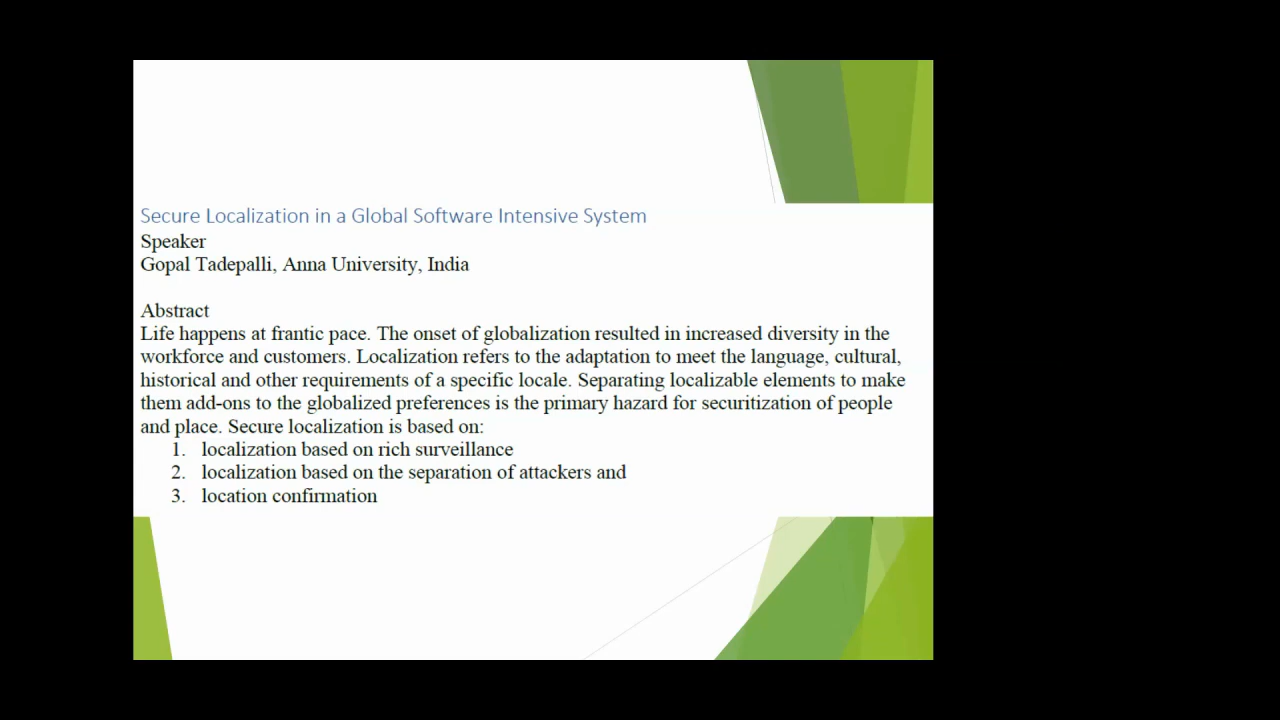 Secure Localization in a Global Software Intensive System
Speaker
Gopal Tadepalli, Anna University, India
Abstract
Life happens at frantic pace. The onset of globalization resulted in increased diversity in the
workforce and customers. Localization refers to the adaptation to meet the language, cultural,
historical and other requirements of a specific locale. Separating localizable elements to make
them add-ons to the globalized preferences is the primary hazard for securitization of people
and place. Secure localization is based on:
1. localization based on rich surveillance
2. localization based on the separation of attackers and
3. location confirmation